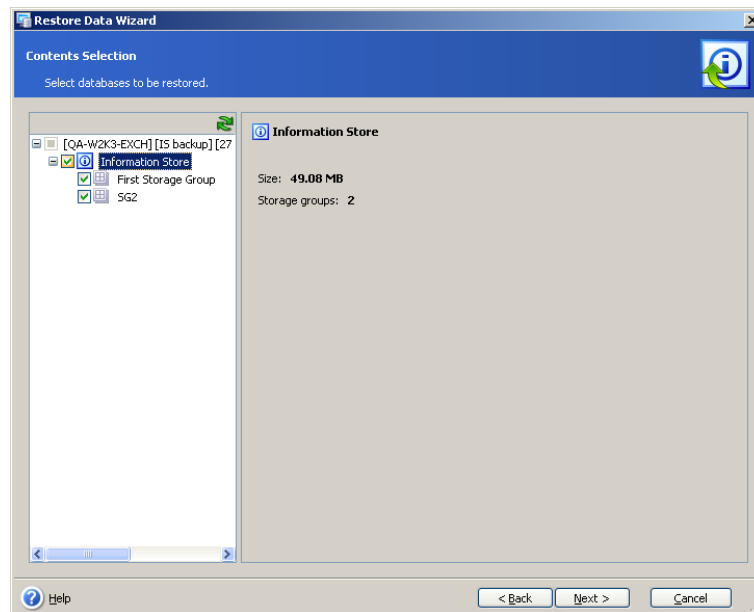 Restore Data Wizard
Contents Selection
Select databases to be restored.
[QA-W2K3-EXCH] [IS backup] [27
Information Store
First Storage Group
SG2
Information Store
Size: 49.08 MB
Storage groups: 2
Help
< Back
Next >
Cancel